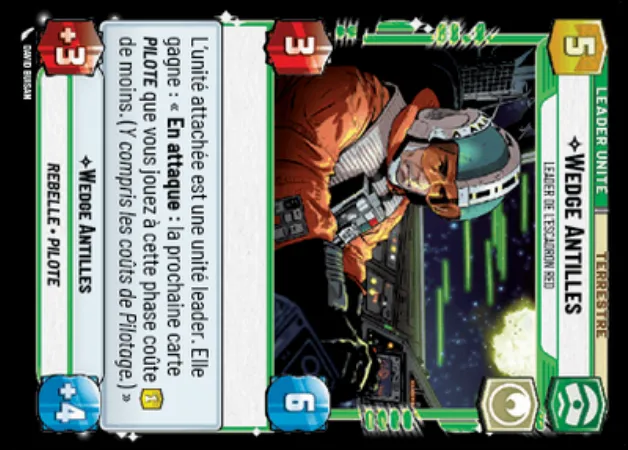 5
LEADER UNITÉ
TERRESTRE
WEDGE ANTILLES
LEADER DE L'ESCADRON RED
3
6
L'unité attachée est une unité leader. Elle
gagne : « En attaque : la prochaine carte
PILOTE que vous jouez à cette phase coûte 1
de moins. (Y compris les coûts de Pilotage.) »
+3
+4
WEDGE ANTILLES
REBELLE • PILOTE
DAVID BUISAN